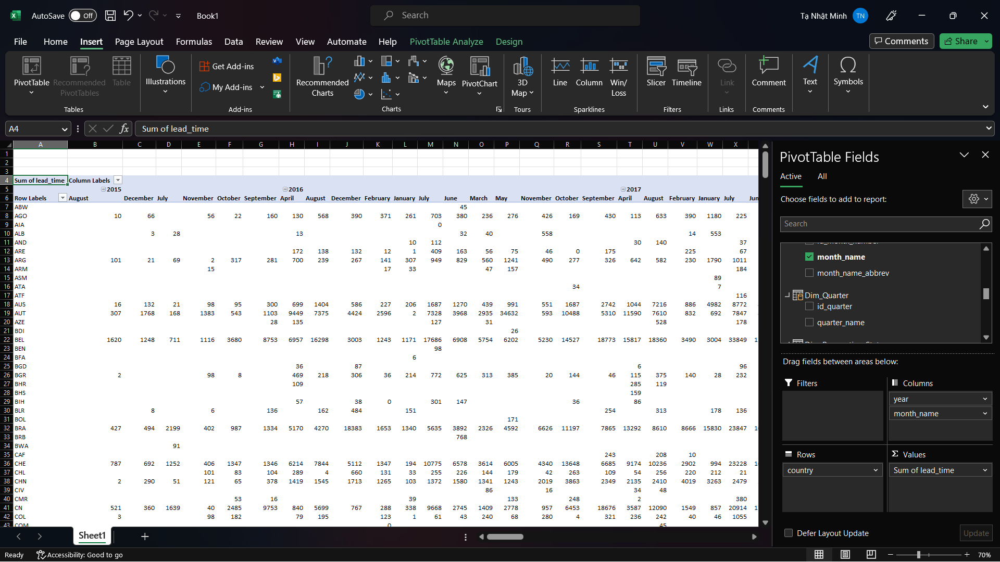 AutoSave Off Book1 Search Tạ Nhật Minh TN
File Home Insert Page Layout Formulas Data Review View Automate Help PivotTable Analyze Design Comments Share
PivotTable Recommended PivotTables Table Illustrations Get Add-ins My Add-ins Recommended Charts Maps PivotChart 3D Map Line Column Win/Loss Slicer Timeline Link Comment Text Symbols
Tables Add-ins Charts Tours Sparklines Filters Links Comments
A4 fx Sum of lead_time
A B C D E F G H I J K L M N O P Q R S T U V W X
1
2
3
4 Sum of lead_time Column Labels
5 2015 2016 2017
6 Row Labels August December July November October September April August December February January July June March May November October September April August February January July
7 ABW 45
8 AGO 10 66 56 22 160 130 568 390 371 261 703 380 236 276 426 169 430 113 633 390 1180 225
9 AIA 0
10 ALB 3 28 13 32 40 558 14 553
11 AND 10 112 30 140 37
12 ARE 172 138 132 12 1 409 163 56 75 46 0 175 225 67
13 ARG 101 21 69 2 317 281 700 239 267 141 307 949 829 560 1241 490 277 326 642 582 230 1790 1011
14 ARM 15 17 33 47 157 184
15 ASM 89
16 ATA 34 7
17 ATF 116
18 AUS 16 132 21 98 95 300 699 1404 586 227 206 1687 1270 439 991 551 1687 2742 1044 7216 886 4982 8772
19 AUT 307 1768 168 1383 543 1103 9449 7375 4424 2596 2 7328 3968 2935 34632 593 10488 5310 11590 7610 832 692 7847
20 AZE 28 135 127 31 528 178
21 BDI 26
22 BEL 1620 1248 711 1116 3680 8753 6957 16298 3003 1243 1171 17686 6908 5754 6202 5230 14527 18773 15817 18360 3490 3004 33849
23 BEN 98
24 BFA 6
25 BGD 36 87 6 96
26 BGR 2 98 8 469 218 306 36 214 772 625 313 385 20 144 46 115 375 140 28 232
27 BHR 109 285 119
28 BHS 159
29 BIH 57 38 0 301 147 36 86
30 BLR 8 6 136 162 484 151 254 313 178 136
31 BOL 171
32 BRA 427 494 2199 402 987 1334 5170 4270 18383 1653 1340 5635 3892 2326 4592 6626 11197 7865 13292 8610 8666 15830 23847
33 BRB 768
34 BWA 91
35 CAF 243 208 10
36 CHE 787 692 1252 406 1347 1346 6214 7844 5112 1347 194 10775 6578 3614 6005 4340 13648 6685 9174 10236 2902 994 23228
37 CHL 101 83 104 289 4 660 131 33 255 226 144 179 42 263 109 54 256 220 212 21
38 CHN 2 290 51 121 65 378 1419 1545 1713 1265 103 1372 1580 1341 1243 2019 3863 2349 2135 2410 4019 3263 2479
39 CIV 86 16 34 48
40 CMR 53 16 39 133 248 2 380
41 CN 521 360 1639 40 2485 9753 840 5699 767 288 338 9668 2745 1409 2778 957 6453 18676 3587 12090 1549 857 20914
42 COL 3 98 182 79 195 123 1 61 43 240 68 280 4 321 236 242 40 46 1055
43 COM 0 45
PivotTable Fields
Active All
Choose fields to add to report:
Search
month_name
month_name_abbrev
Dim_Quarter
id_quarter
quarter_name
Drag fields between areas below:
Filters Columns
year
month_name
Rows Values
country Sum of lead_time
Defer Layout Update Update
Sheet1
Ready Accessibility: Good to go 70%